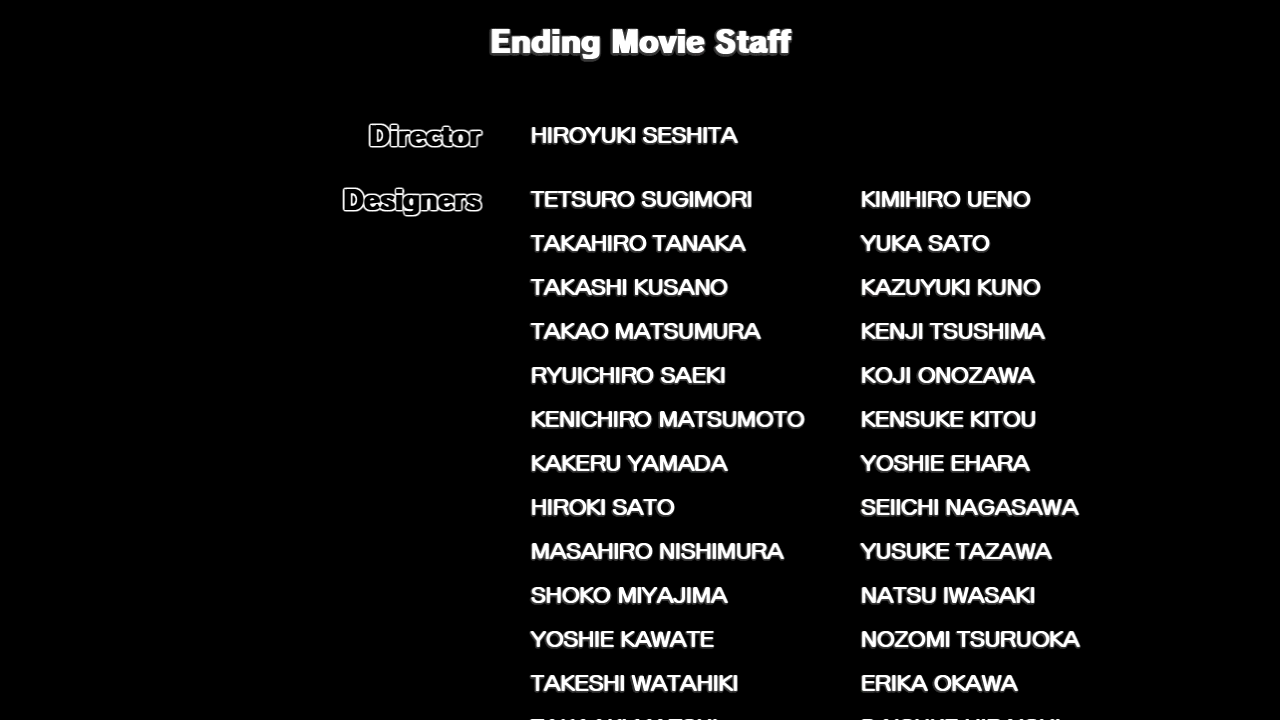 Ending Movie Staff
Director HIROYUKI SESHITA
Designers TETSURO SUGIMORI KIMIHIRO UENO
TAKAHIRO TANAKA YUKA SATO
TAKASHI KUSANO KAZUYUKI KUNO
TAKAO MATSUMURA KENJI TSUSHIMA
RYUICHIRO SAEKI KOJI ONOZAWA
KENICHIRO MATSUMOTO KENSUKE KITOU
KAKERU YAMADA YOSHIE EHARA
HIROKI SATO SEIICHI NAGASAWA
MASAHIRO NISHIMURA YUSUKE TAZAWA
SHOKO MIYAJIMA NATSU IWASAKI
YOSHIE KAWATE NOZOMI TSURUOKA
TAKESHI WATAHIKI ERIKA OKAWA